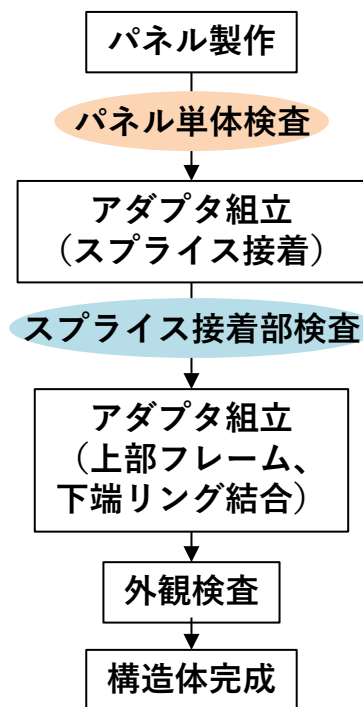 パネル製作
パネル単体検査
アダプタ組立
（スプライス接着）
スプライス接着部検査
アダプタ組立
（上部フレーム、
下端リング結合）
外観検査
構造体完成